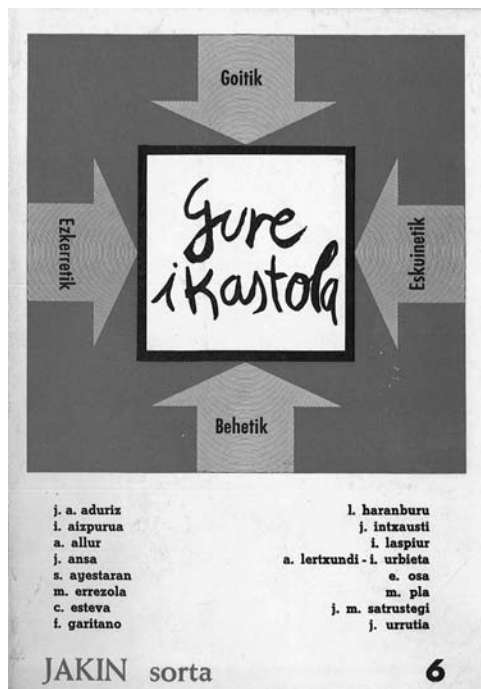 Goitik
Ezkerretik
Gure
ikastola
Eskuinetik
Behetik
j. a. aduriz
i. aizpurua
a. allur
j. ansa
s. ayestaran
m. errezola
c. esteva
f. garitano
l. haranburu
j. intxausti
i. laspiur
a. lertxundi - i. urbieta
e. osa
m. pla
j. m. satrustegi
j. urrutia
JAKIN sorta 6